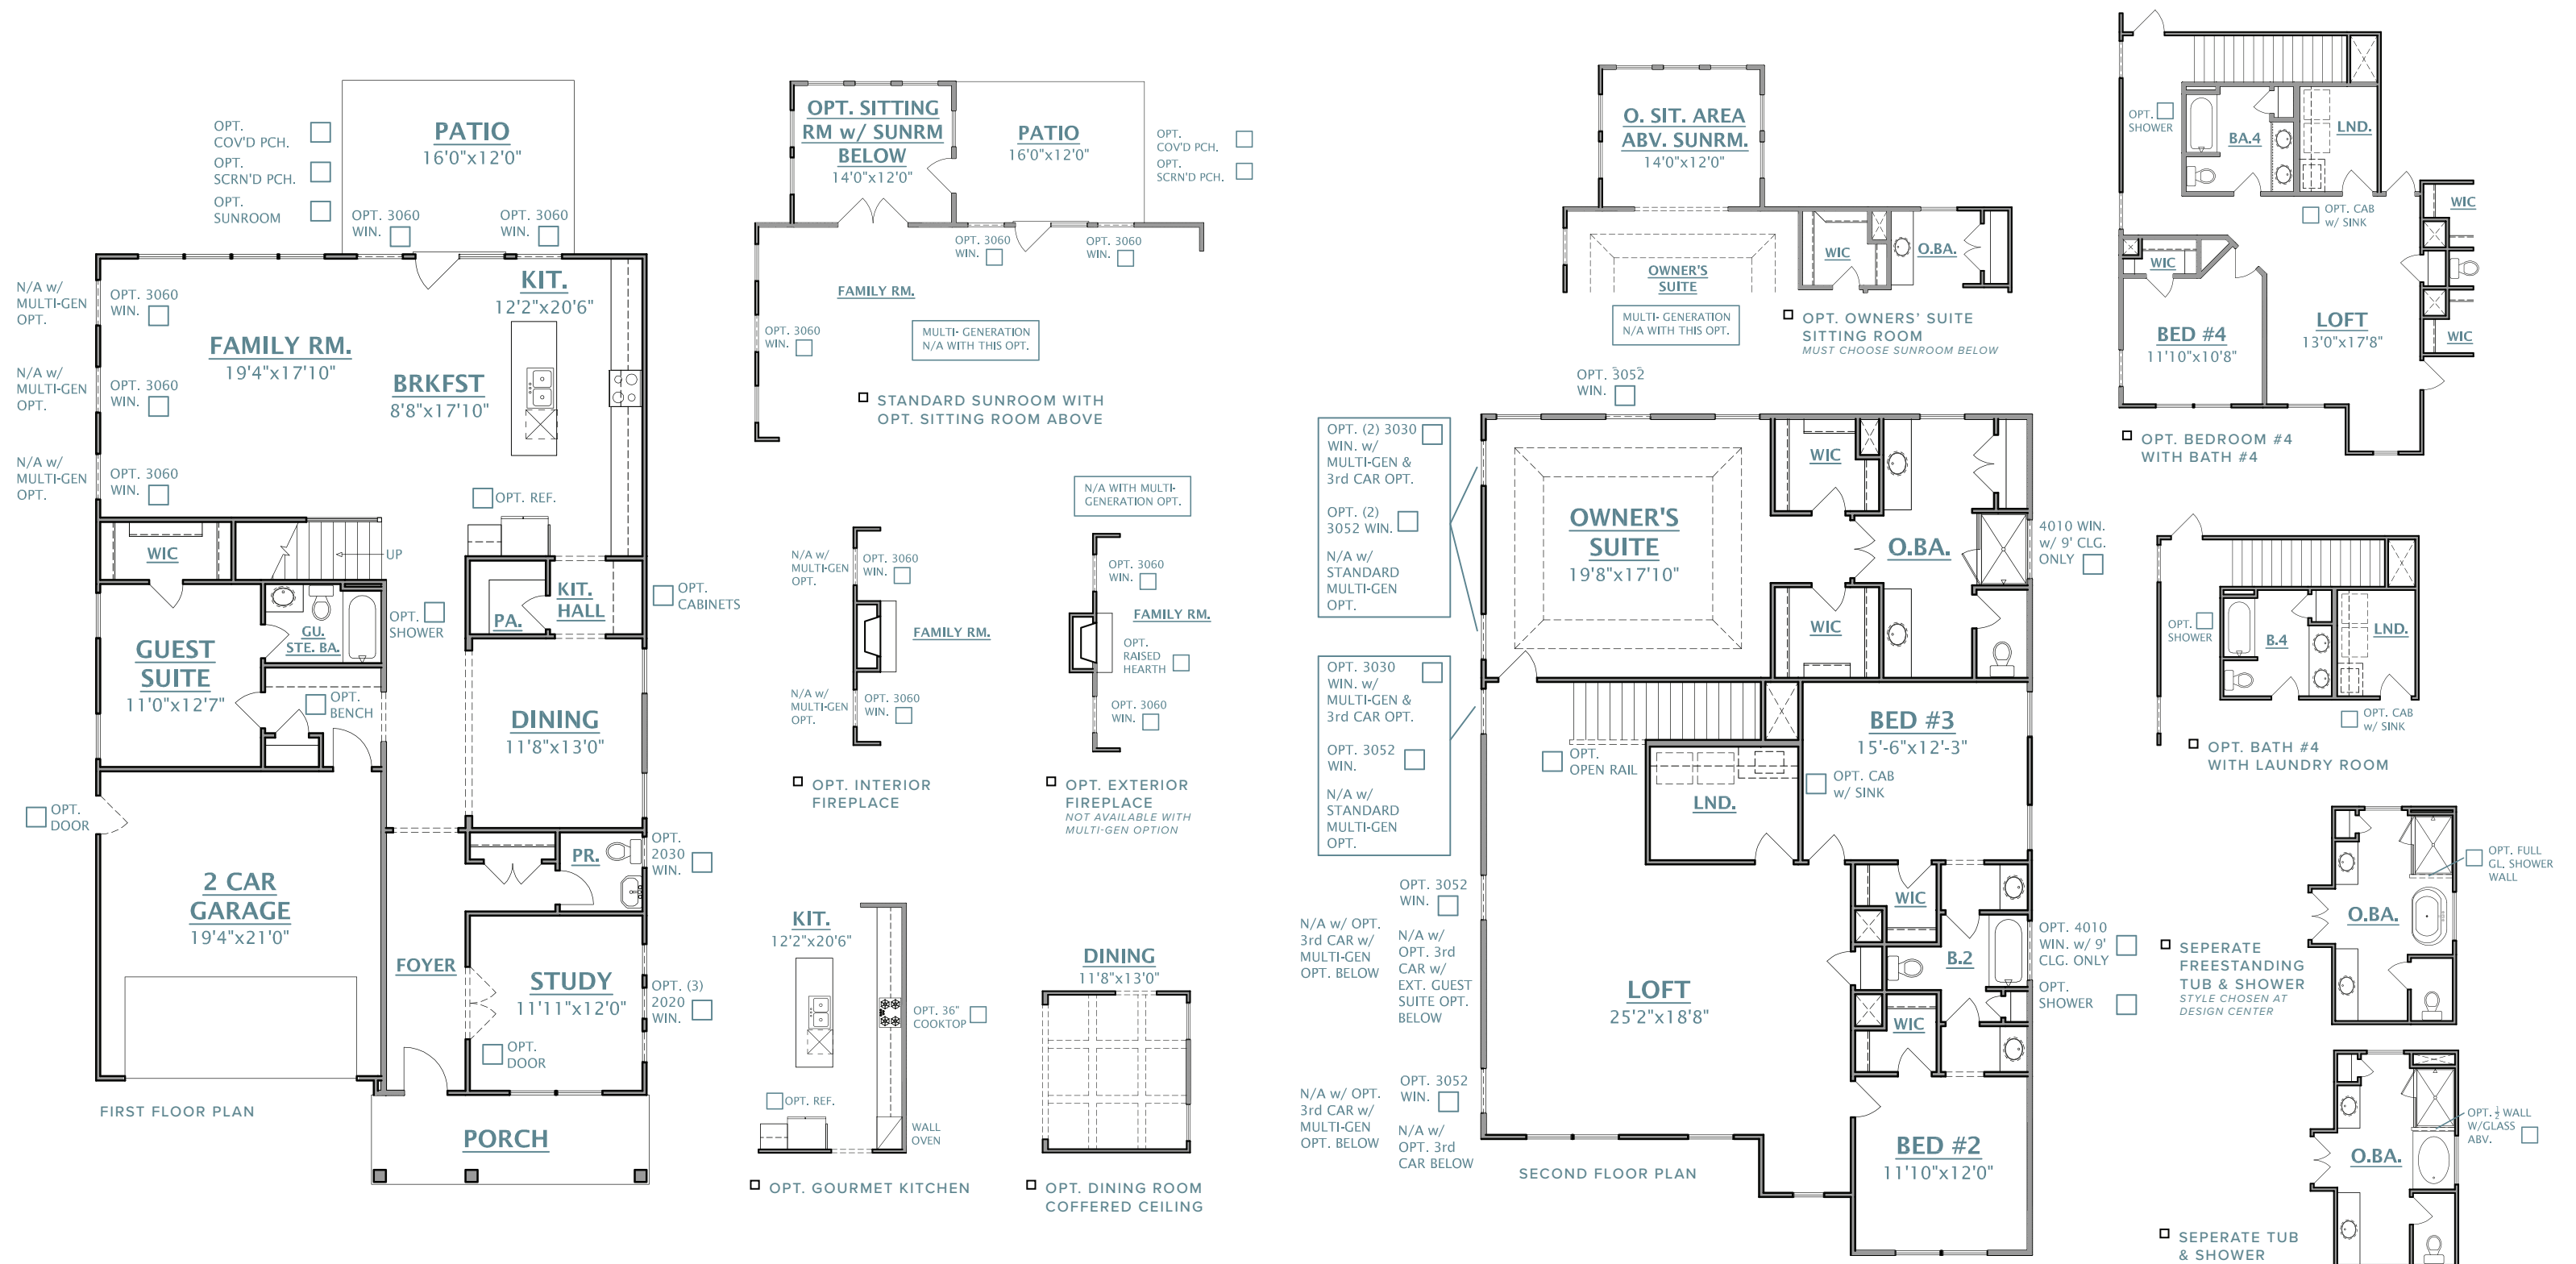 PATIO
16'0"x12'0"
OPT.
COV'D PCH.
OPT.
SCRN'D PCH.
OPT.
SUNROOM
OPT. 3060
WIN.
OPT. 3060
WIN.
KIT.
12'2"x20'6"
N/A w/
MULTI-GEN
OPT.
OPT. 3060
WIN.
FAMILY RM.
19'4"x17'10"
N/A w/
MULTI-GEN
OPT.
OPT. 3060
WIN.
BRKFST
8'8"x17'10"
N/A w/
MULTI-GEN
OPT.
OPT. 3060
WIN.
OPT. REF.
WIC
UP
KIT.
HALL
PA.
OPT.
CABINETS
OPT.
SHOWER
GU.
STE. BA.
GUEST
SUITE
11'0"x12'7"
OPT.
BENCH
DINING
11'8"x13'0"
OPT.
DOOR
2 CAR
GARAGE
19'4"x21'0"
PR.
OPT.
2030
WIN.
FOYER
STUDY
11'11"x12'0"
OPT. (3)
2020
WIN.
OPT.
DOOR
FIRST FLOOR PLAN
PORCH
OPT. SITTING
RM w/ SUNRM
BELOW
14'0"x12'0"
PATIO
16'0"x12'0"
OPT.
COV'D PCH.
OPT.
SCRN'D PCH.
OPT. 3060
WIN.
OPT. 3060
WIN.
FAMILY RM.
OPT. 3060
WIN.
MULTI- GENERATION
N/A WITH THIS OPT.
STANDARD SUNROOM WITH
OPT. SITTING ROOM ABOVE
N/A WITH MULTI-
GENERATION OPT.
N/A w/
MULTI-GEN
OPT.
OPT. 3060
WIN.
FAMILY RM.
N/A w/
MULTI-GEN
OPT.
OPT. 3060
WIN.
OPT. INTERIOR
FIREPLACE
OPT. 3060
WIN.
FAMILY RM.
OPT.
RAISED
HEARTH
OPT. 3060
WIN.
OPT. EXTERIOR
FIREPLACE
NOT AVAILABLE WITH
MULTI-GEN OPTION
KIT.
12'2"x20'6"
OPT. 36"
COOKTOP
OPT. REF.
WALL
OVEN
OPT. GOURMET KITCHEN
DINING
11'8"x13'0"
OPT. DINING ROOM
COFFERED CEILING
O. SIT. AREA
ABV. SUNRM.
14'0"x12'0"
WIC
O.BA.
OWNER'S
SUITE
MULTI- GENERATION
N/A WITH THIS OPT.
OPT. OWNERS' SUITE
SITTING ROOM
MUST CHOOSE SUNROOM BELOW
OPT. 3052
WIN.
OPT. (2) 3030
WIN. w/
MULTI-GEN &
3rd CAR OPT.
OPT. (2)
3052 WIN.
N/A w/
STANDARD
MULTI-GEN
OPT.
WIC
OWNER'S
SUITE
19'8"x17'10"
O.BA.
4010 WIN.
w/ 9' CLG.
ONLY
WIC
OPT. 3030
WIN. w/
MULTI-GEN &
3rd CAR OPT.
OPT. 3052
WIN.
N/A w/
STANDARD
MULTI-GEN
OPT.
BED #3
15'-6"x12'-3"
OPT.
OPEN RAIL
OPT. CAB
w/ SINK
LND.
OPT. 3052
WIN.
N/A w/ OPT.
3rd CAR w/
MULTI-GEN
OPT. BELOW
N/A w/
OPT. 3rd
CAR w/
EXT. GUEST
SUITE OPT.
BELOW
WIC
B.2
OPT. 4010
WIN. w/ 9'
CLG. ONLY
OPT.
SHOWER
LOFT
25'2"x18'8"
WIC
OPT. 3052
WIN.
N/A w/ OPT.
3rd CAR w/
MULTI-GEN
OPT. BELOW
N/A w/
OPT. 3rd
CAR BELOW
BED #2
11'10"x12'0"
SECOND FLOOR PLAN
OPT.
SHOWER
BA.4
LND.
OPT. CAB
w/ SINK
WIC
WIC
BED #4
11'10"x10'8"
LOFT
13'0"x17'8"
WIC
OPT. BEDROOM #4
WITH BATH #4
OPT.
SHOWER
B.4
LND.
OPT. CAB
w/ SINK
OPT. BATH #4
WITH LAUNDRY ROOM
OPT. FULL
GL. SHOWER
WALL
O.BA.
SEPERATE
FREESTANDING
TUB & SHOWER
STYLE CHOSEN AT
DESIGN CENTER
OPT. ½ WALL
W/GLASS
ABV.
O.BA.
SEPERATE TUB
& SHOWER